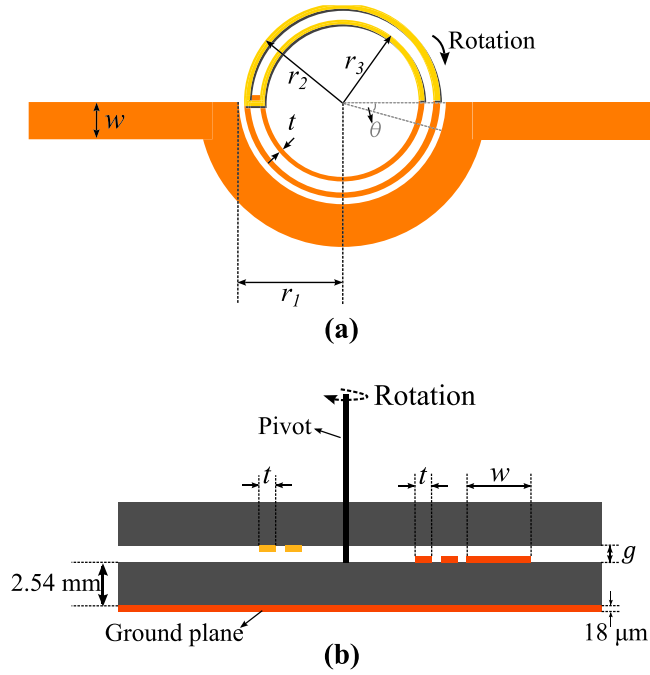 Rotation
r2
r3
w
t
θ
r1
(a)
Rotation
Pivot
t
t
w
g
2.54 mm
Ground plane
18 μm
(b)